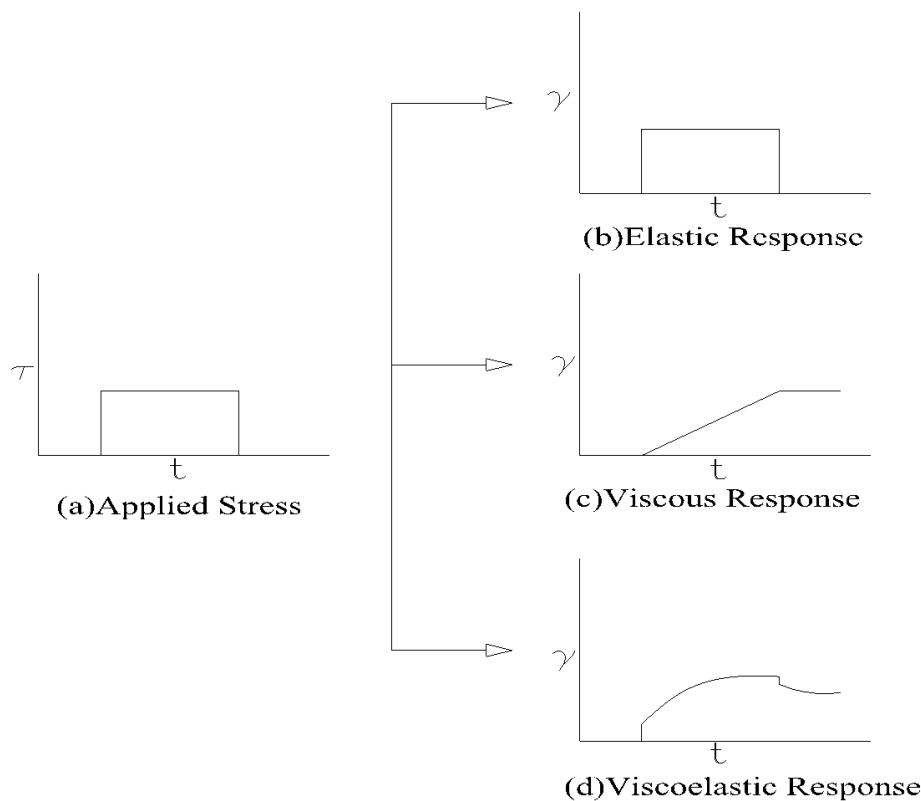 γ
t
(b)Elastic Response
τ
t
(a)Applied Stress
γ
t
(c)Viscous Response
γ
t
(d)Viscoelastic Response